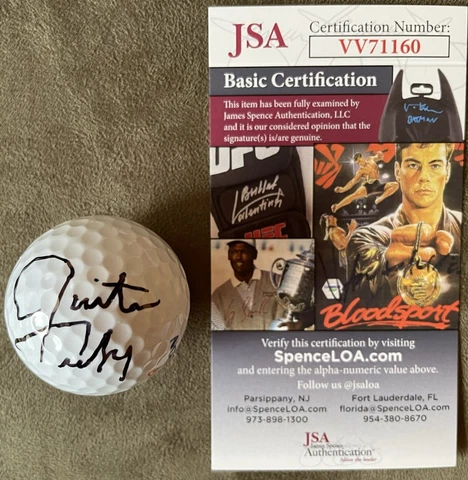 JSA
Certification Number:
VV71160
Basic Certification
This item has been fully examined by
James Spence Authentication, LLC
and it is our considered opinion that the
signature(s) is/are genuine.
UFC
Bloodsport
Verify this certification by visiting
SpenceLOA.com
and entering the alpha-numeric value above.
Follow us @jsaloa
Parsippany, NJ
info@SpenceLOA.com
973-898-1300
Fort Lauderdale, FL
florida@SpenceLOA.com
954-380-8670
JSA
James Spence
Authentication